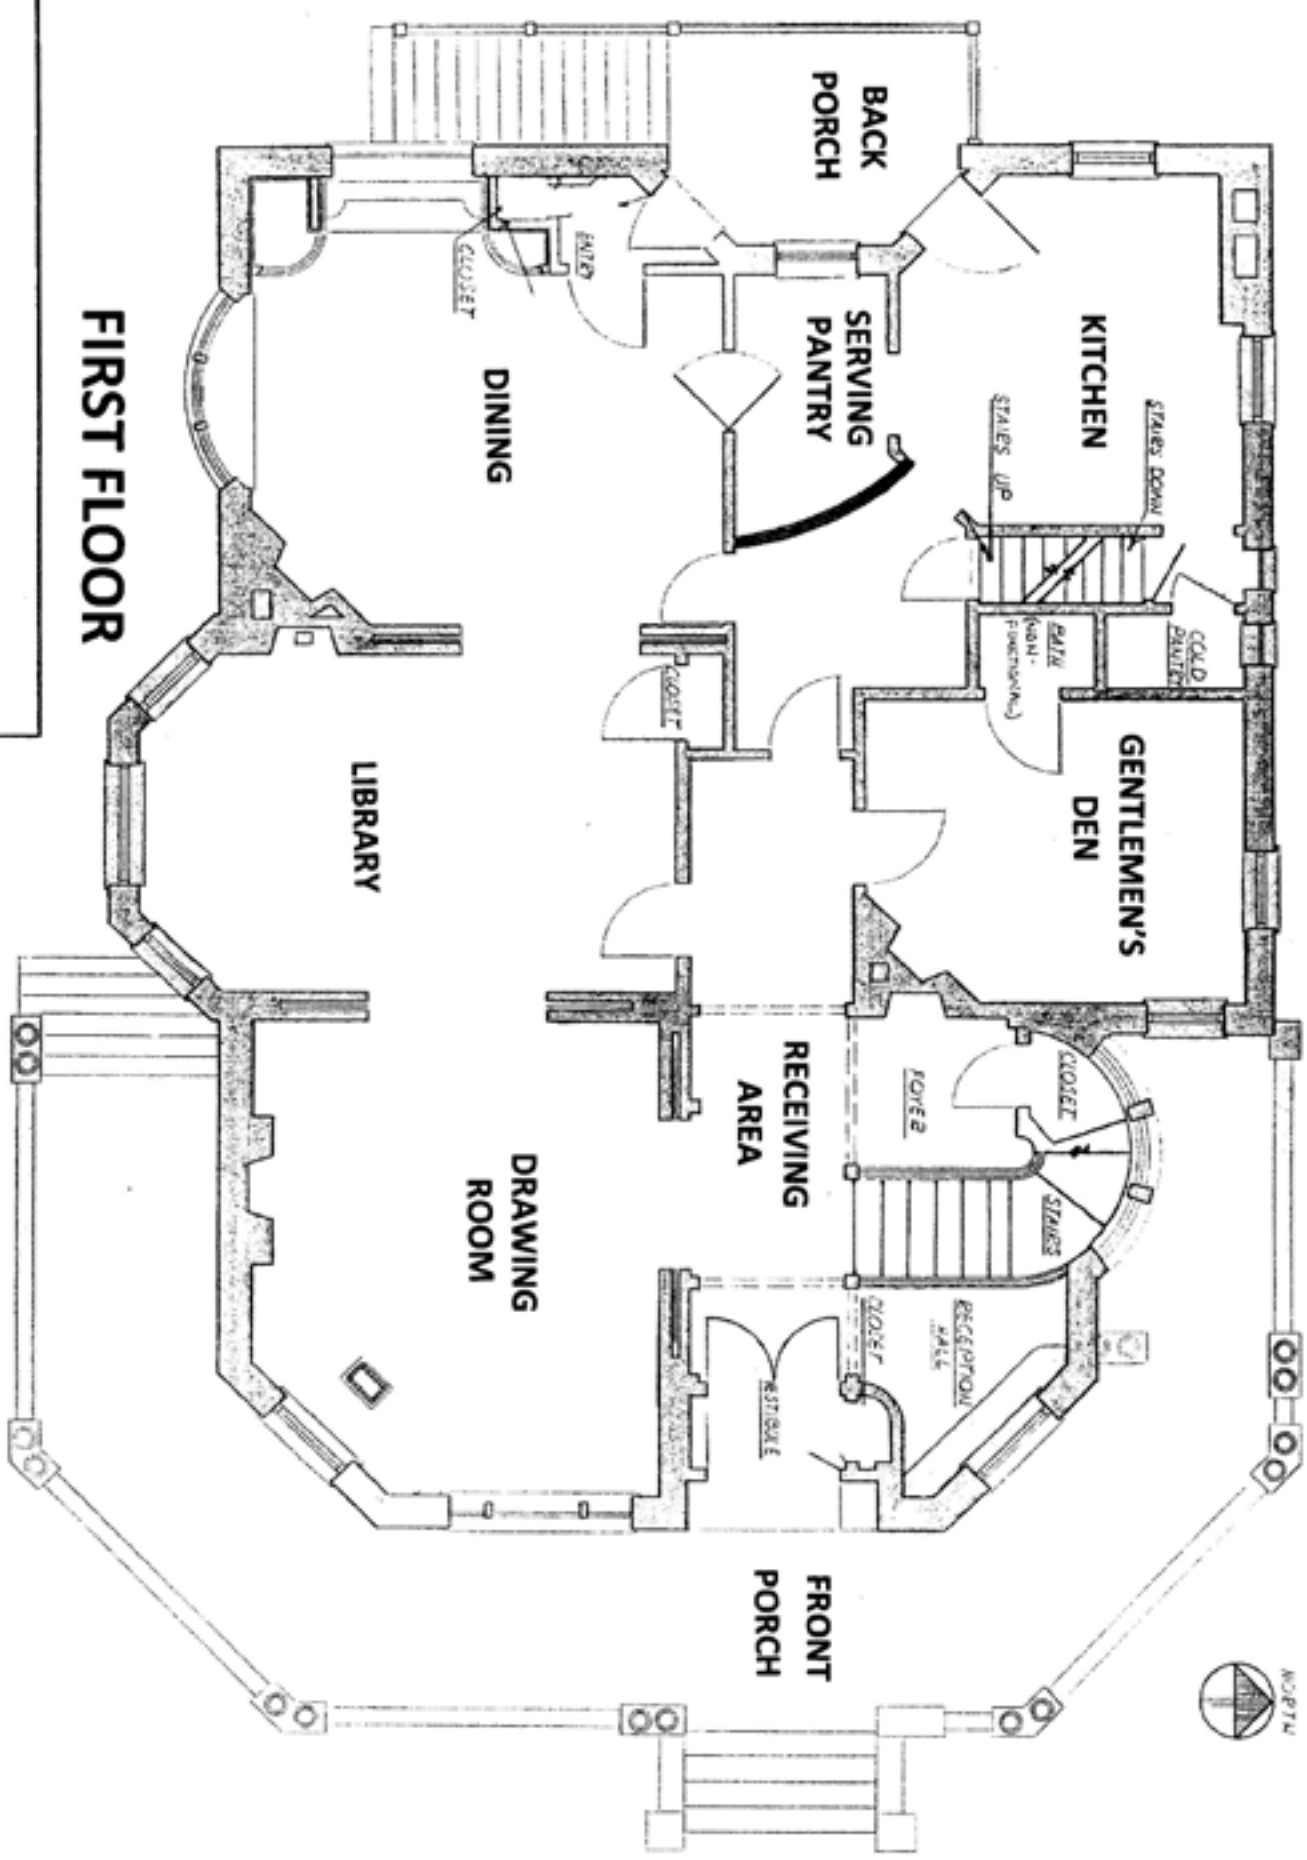 BACK
PORCH
KITCHEN
STAIRS DOWN
STAIRS UP
SERVING
PANTRY
ENTRY
CLOSET
DINING
FIRST FLOOR
COLD
PANTRY
BATH
(NON-
FUNCTIONAL)
CLOSET
GENTLEMEN'S
DEN
LIBRARY
CLOSET
FOYER
RECEIVING
AREA
STAIRS
DRAWING
ROOM
RECEPTION
HALL
CLOSET
VESTIBULE
FRONT
PORCH
NORTH